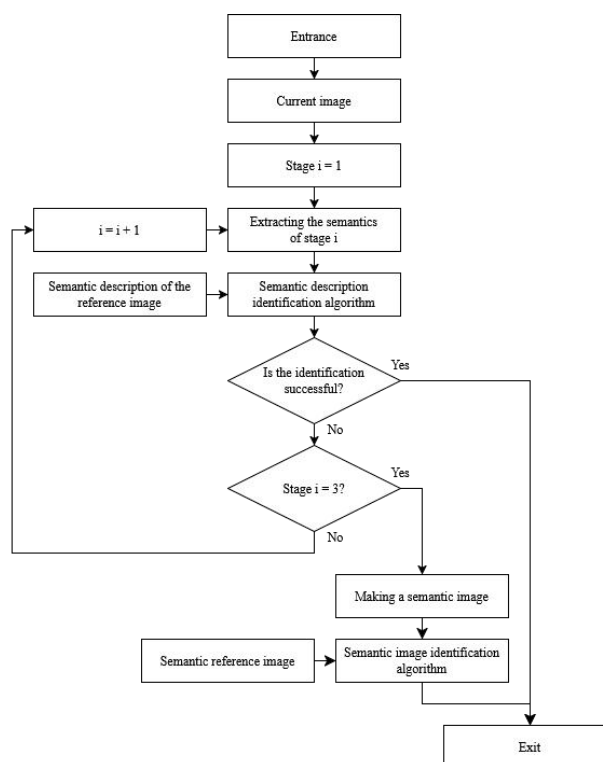 Entrance
Current image
Stage i = 1
i = i + 1
Extracting the semantics
of stage i
Semantic description of the
reference image
Semantic description
identification algorithm
Is the identification
successful?
Yes
No
Stage i = 3?
Yes
No
Making a semantic image
Semantic reference image
Semantic image identification
algorithm
Exit